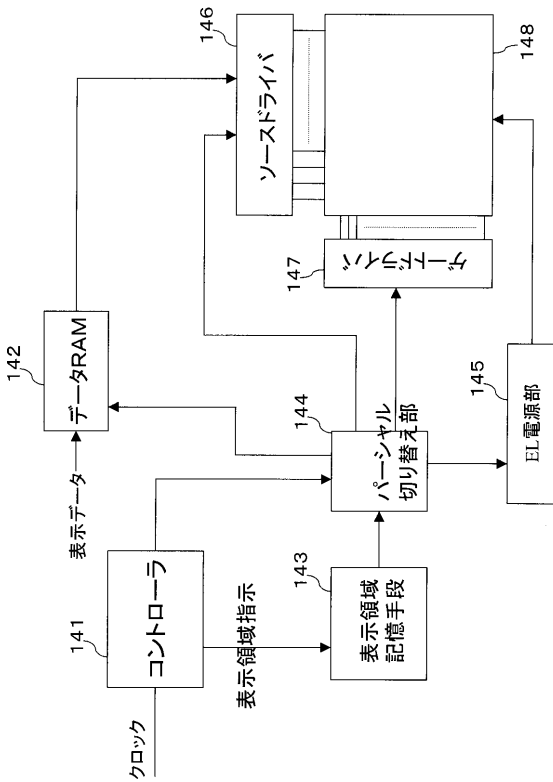 クロック
141
コントローラ
表示領域指示
表示データ
142
データRAM
143
表示領域
記憶手段
144
パーシャル
切り替え部
145
EL電源部
146
ソースドライバ
147
ゲートドライバ
148